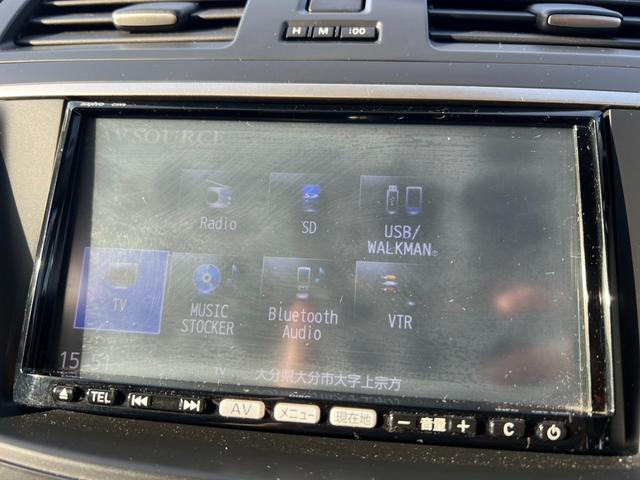 H M :00
AV SOURCE
Radio
SD
USB/
WALKMAN®
TV
MUSIC
STOCKER
Bluetooth
Audio
VTR
15:51
TV
大分県大分市大字上宗方
TEL AV メニュー 現在地 − 音量 + C